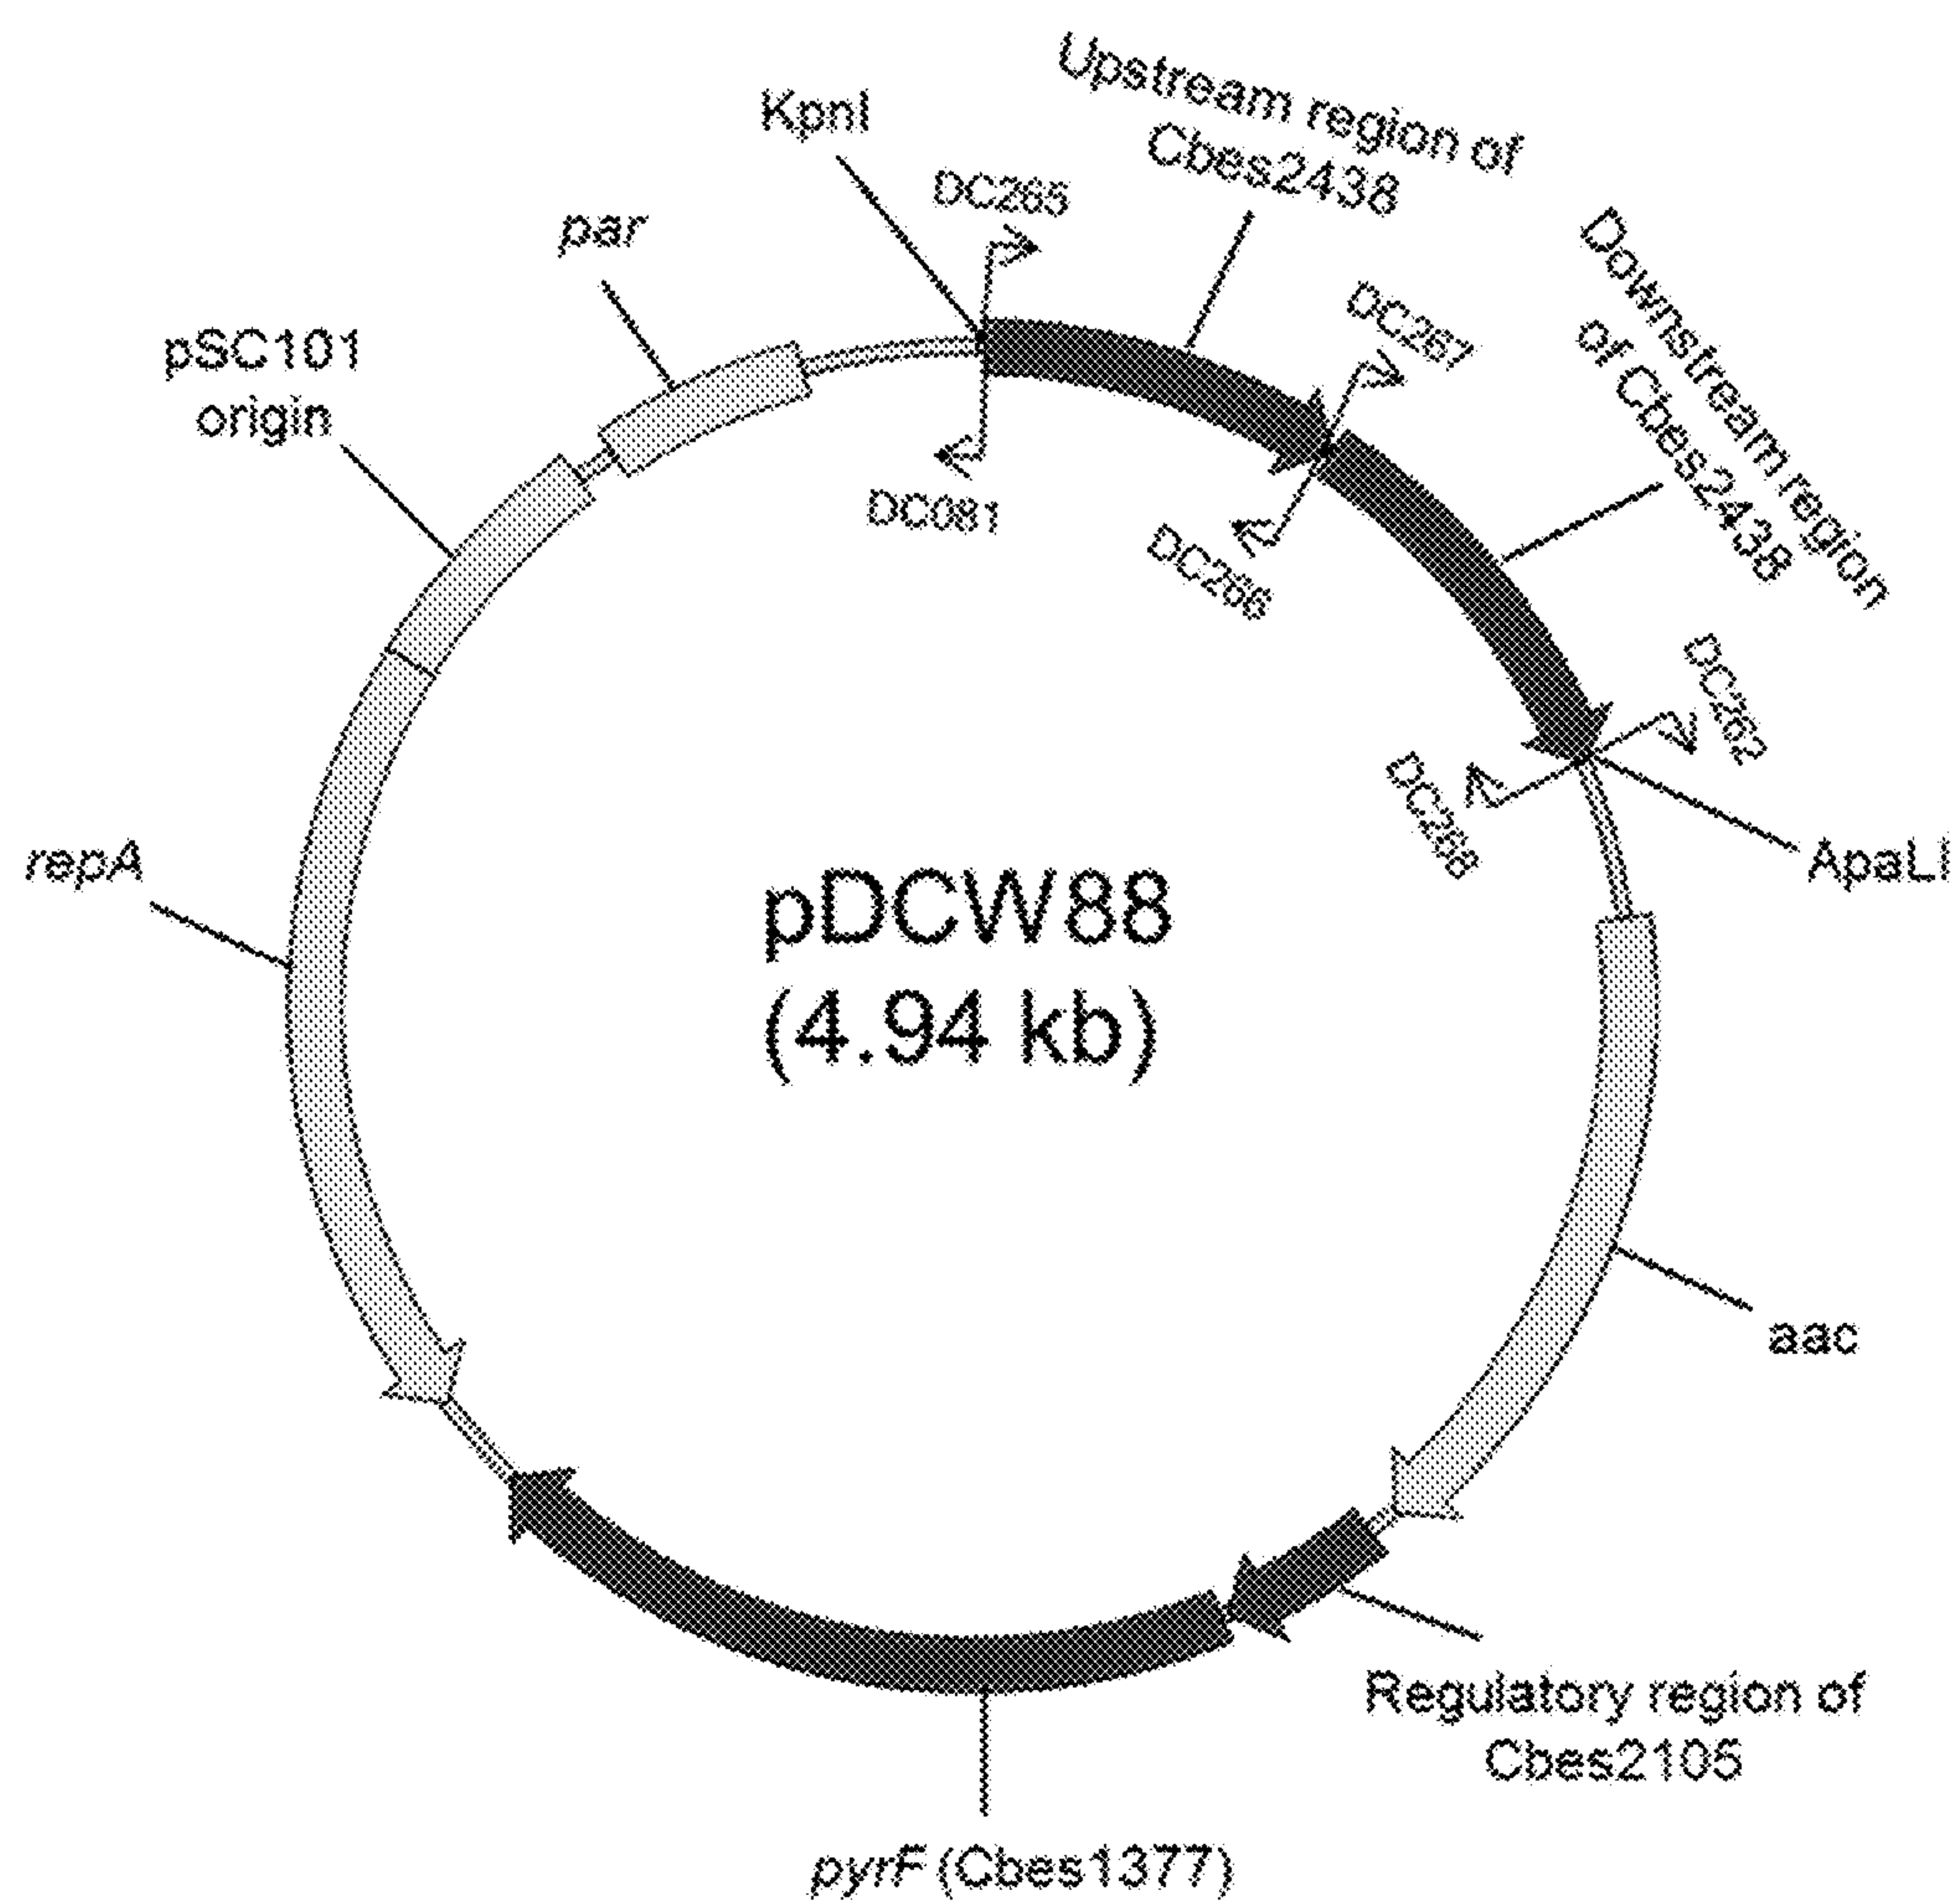 Upstream region of
Cbes2438
KpnI
DC265
par
DC267
Downstream region
of Cbes2438
pSC101
origin
DC081
DC266
DC262
DC268
ApaLI
repA
pDCW88
(4.94 kb)
aac
Regulatory region of
Cbes2105
pyrF (Cbes1377)